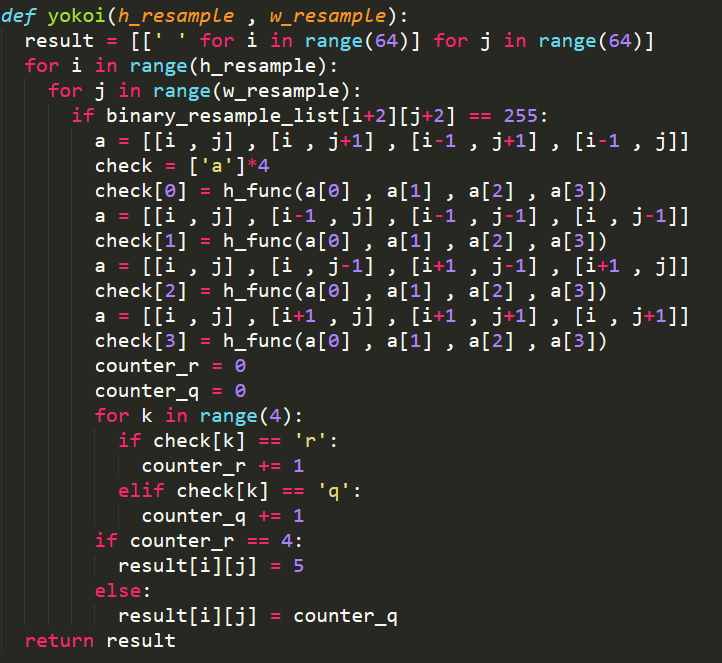 def yokoi(h_resample , w_resample):
  result = [[' ' for i in range(64)] for j in range(64)]
  for i in range(h_resample):
    for j in range(w_resample):
      if binary_resample_list[i+2][j+2] == 255:
        a = [[i , j] , [i , j+1] , [i-1 , j+1] , [i-1 , j]]
        check = ['a']*4
        check[0] = h_func(a[0] , a[1] , a[2] , a[3])
        a = [[i , j] , [i-1 , j] , [i-1 , j-1] , [i , j-1]]
        check[1] = h_func(a[0] , a[1] , a[2] , a[3])
        a = [[i , j] , [i , j-1] , [i+1 , j-1] , [i+1 , j]]
        check[2] = h_func(a[0] , a[1] , a[2] , a[3])
        a = [[i , j] , [i+1 , j] , [i+1 , j+1] , [i , j+1]]
        check[3] = h_func(a[0] , a[1] , a[2] , a[3])
        counter_r = 0
        counter_q = 0
        for k in range(4):
          if check[k] == 'r':
            counter_r += 1
          elif check[k] == 'q':
            counter_q += 1
        if counter_r == 4:
          result[i][j] = 5
        else:
          result[i][j] = counter_q
  return result